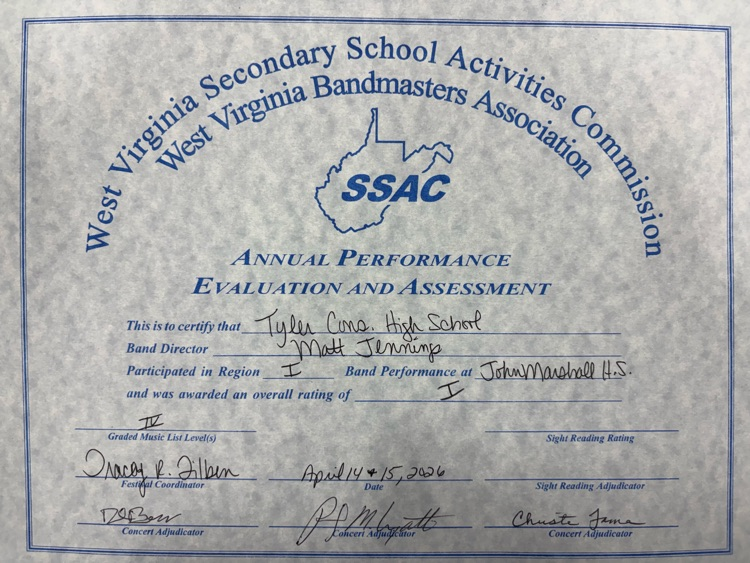 West Virginia Secondary School Activities Commission
West Virginia Bandmasters Association
SSAC
ANNUAL PERFORMANCE
EVALUATION AND ASSESSMENT
This is to certify that Tyler Cons. High School
Band Director Matt Jennings
Participated in Region I Band Performance at John Marshall H.S.
and was awarded an overall rating of I
IV
Graded Music List Level(s) Sight Reading Rating
Tracey R. Filben April 14 + 15, 2026
Festival Coordinator Date Sight Reading Adjudicator
Concert Adjudicator Concert Adjudicator Concert Adjudicator